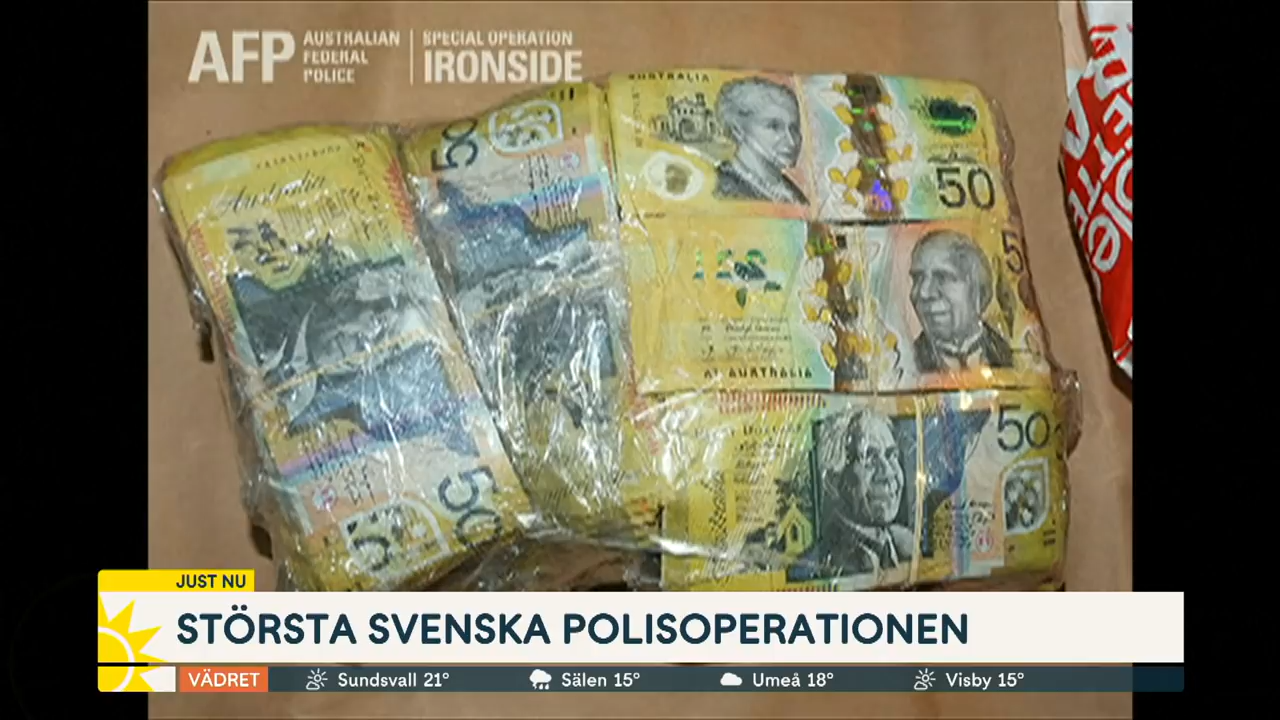 AFP
AUSTRALIAN
FEDERAL
POLICE
SPECIAL OPERATION
IRONSIDE
AUSTRALIA
50
50
Australia
AUSTRALIA
50
50
JUST NU
STÖRSTA SVENSKA POLISOPERATIONEN
VÄDRET
Sundsvall 21°
Sälen 15°
Umeå 18°
Visby 15°